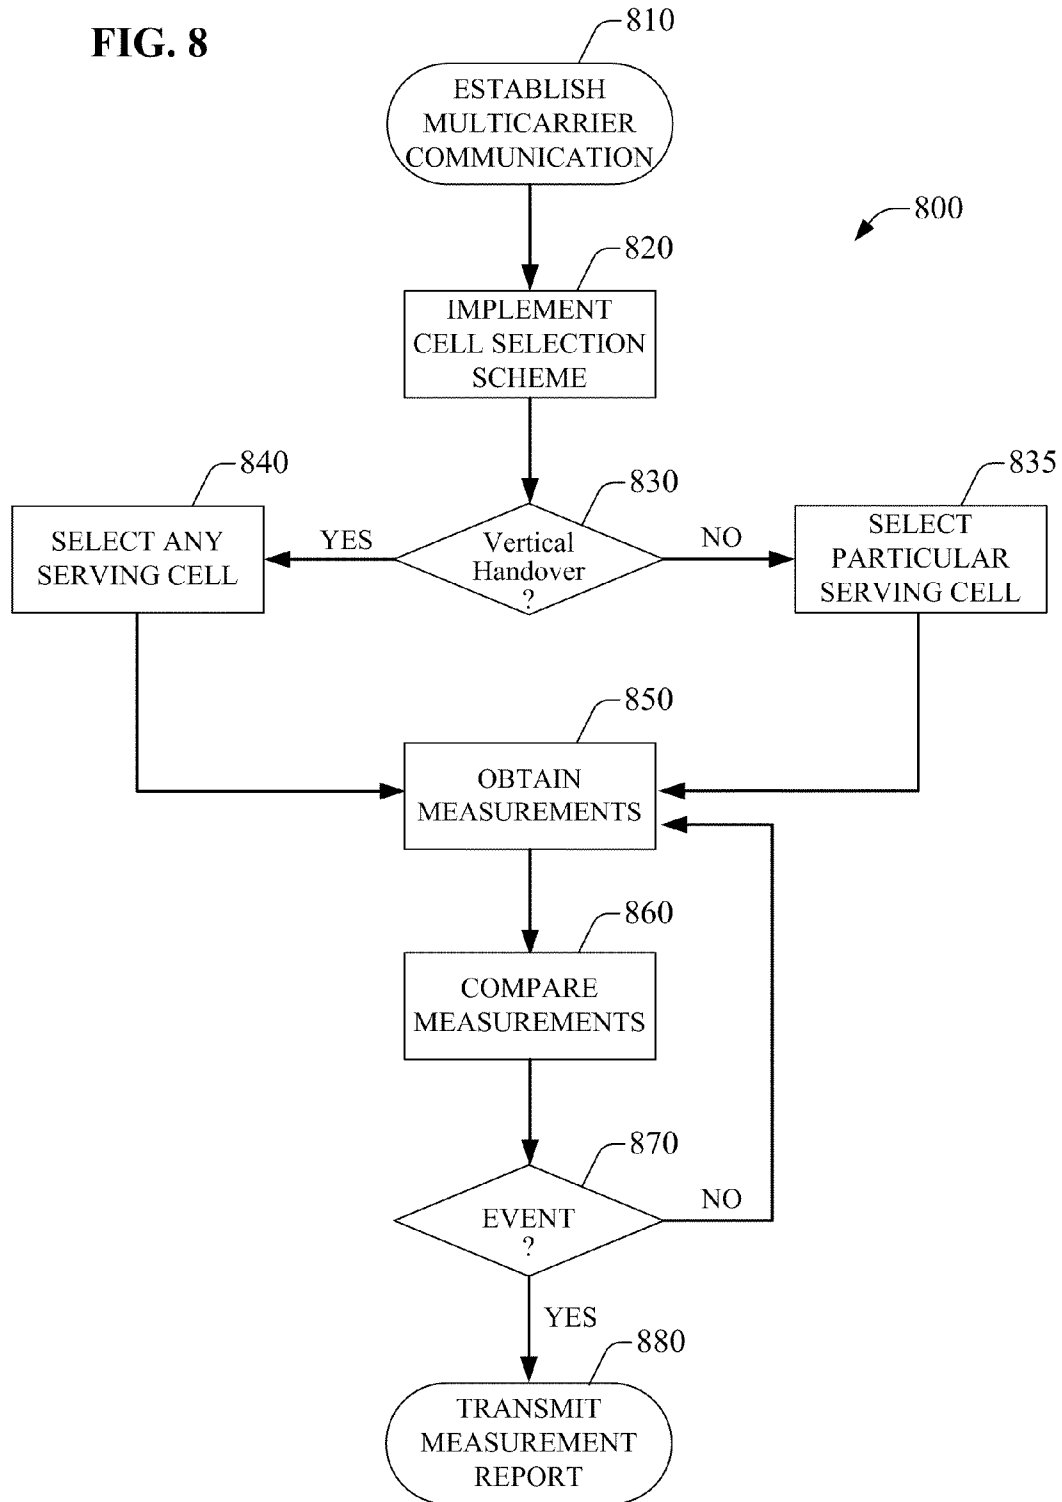 FIG. 8
810
ESTABLISH
MULTICARRIER
COMMUNICATION
800
820
IMPLEMENT
CELL SELECTION
SCHEME
840
830
835
SELECT ANY
SERVING CELL
YES
Vertical
Handover
?
NO
SELECT
PARTICULAR
SERVING CELL
850
OBTAIN
MEASUREMENTS
860
COMPARE
MEASUREMENTS
870
EVENT
?
NO
YES
880
TRANSMIT
MEASUREMENT
REPORT